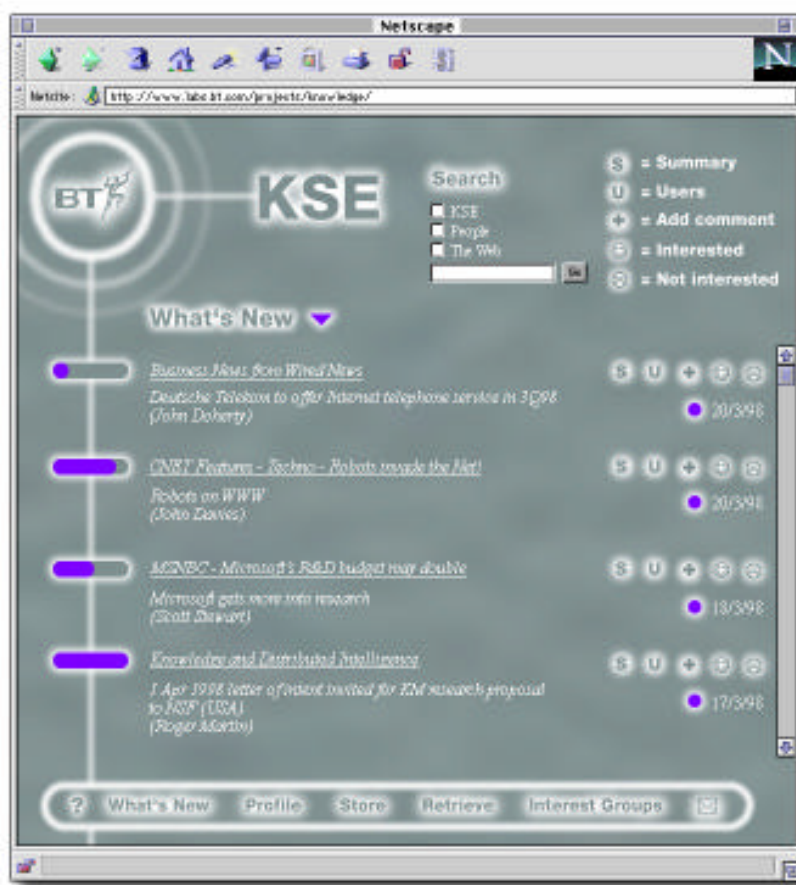 Netscape
N
Netsite: http://www.labs.bt.com/projects/knowledge/
BT
KSE
Search
KSE
People
The Web
Go
S = Summary
U = Users
+ = Add comment
= Interested
= Not interested
What's New
Business News from Wired News
S U +
Deutsche Telekom to offer Internet telephone service in 3Q98
(John Doherty)
20/3/98
CNET Features - Techno - Robots invade the Net!
S U +
Robots on WWW
(John Davies)
20/3/98
MSNBC - Microsoft's R&D budget may double
S U +
Microsoft gets more into research
(Scott Stewart)
18/3/98
Knowledge and Distributed Intelligence
S U +
1 Apr 1998 letter of intent invited for KM research proposal
to NSF (USA)
(Roger Martin)
17/3/98
? What's New Profile Store Retrieve Interest Groups